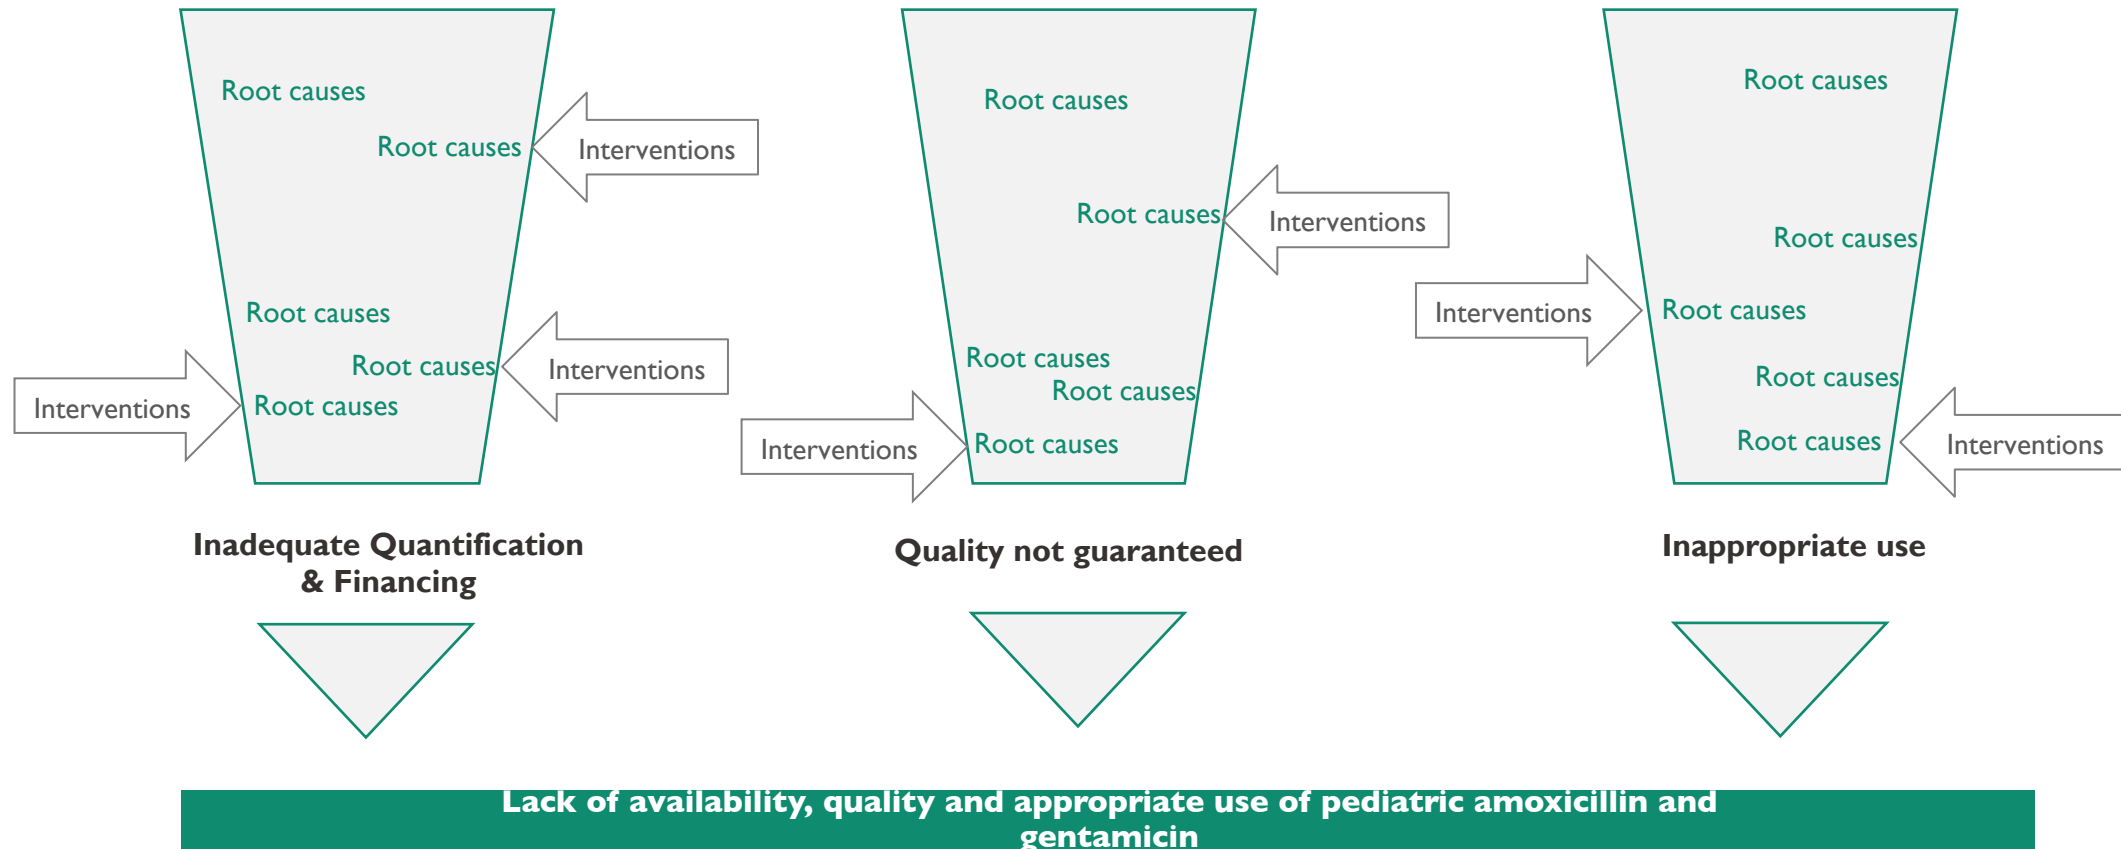 Root causes
Root causes
Interventions
Root causes
Root causes
Interventions
Interventions
Root causes
Inadequate Quantification
& Financing
Root causes
Root causes
Interventions
Root causes
Root causes
Interventions
Root causes
Quality not guaranteed
Root causes
Root causes
Interventions
Root causes
Root causes
Root causes
Interventions
Inappropriate use
Lack of availability, quality and appropriate use of pediatric amoxicillin and
gentamicin